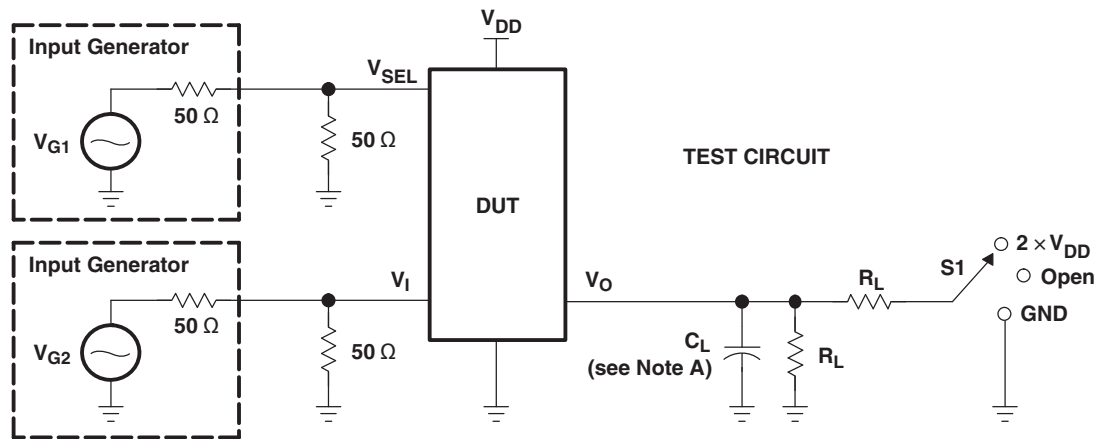 Input Generator
50 Ω
V_G1
V_SEL
50 Ω
V_DD
DUT
TEST CIRCUIT
Input Generator
50 Ω
V_G2
V_I
50 Ω
V_O
C_L
(see Note A)
R_L
R_L
S1
2 × V_DD
Open
GND